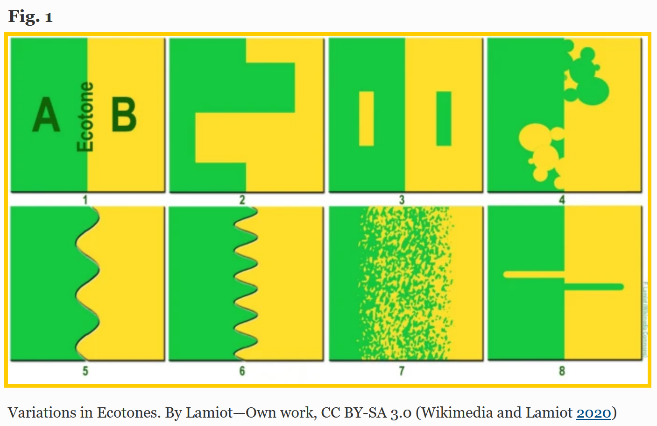 Fig. 1
A Ecotone B
1 2 3 4
5 6 7 8
Variations in Ecotones. By Lamiot—Own work, CC BY-SA 3.0 (Wikimedia and Lamiot 2020)